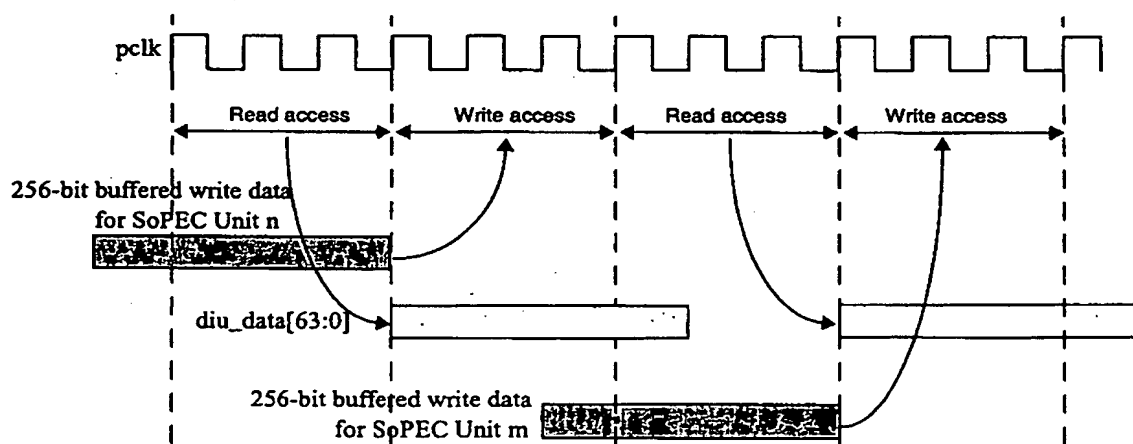 pclk
Read access Write access Read access Write access
256-bit buffered write data
for SoPEC Unit n
diu_data[63:0]
256-bit buffered write data
for SoPEC Unit m